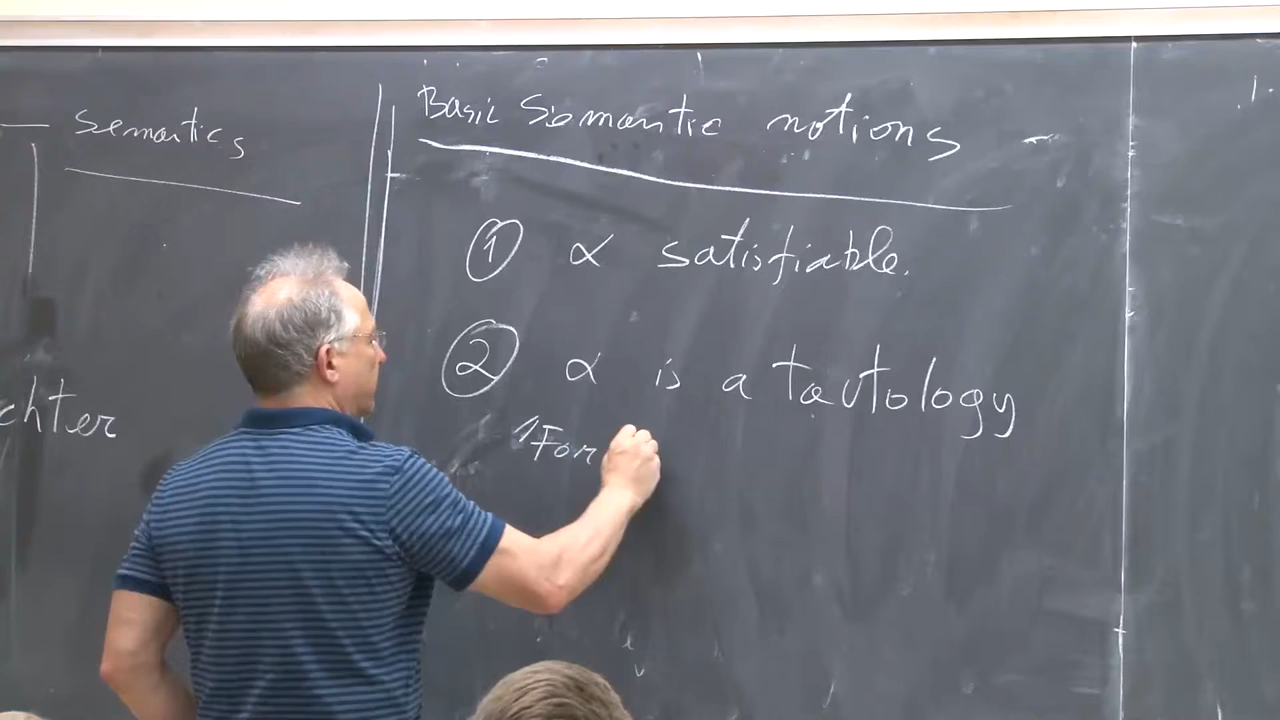 semantics
chter
Basic Semantic notions -
① α satisfiable.
② α is a tautology
"For